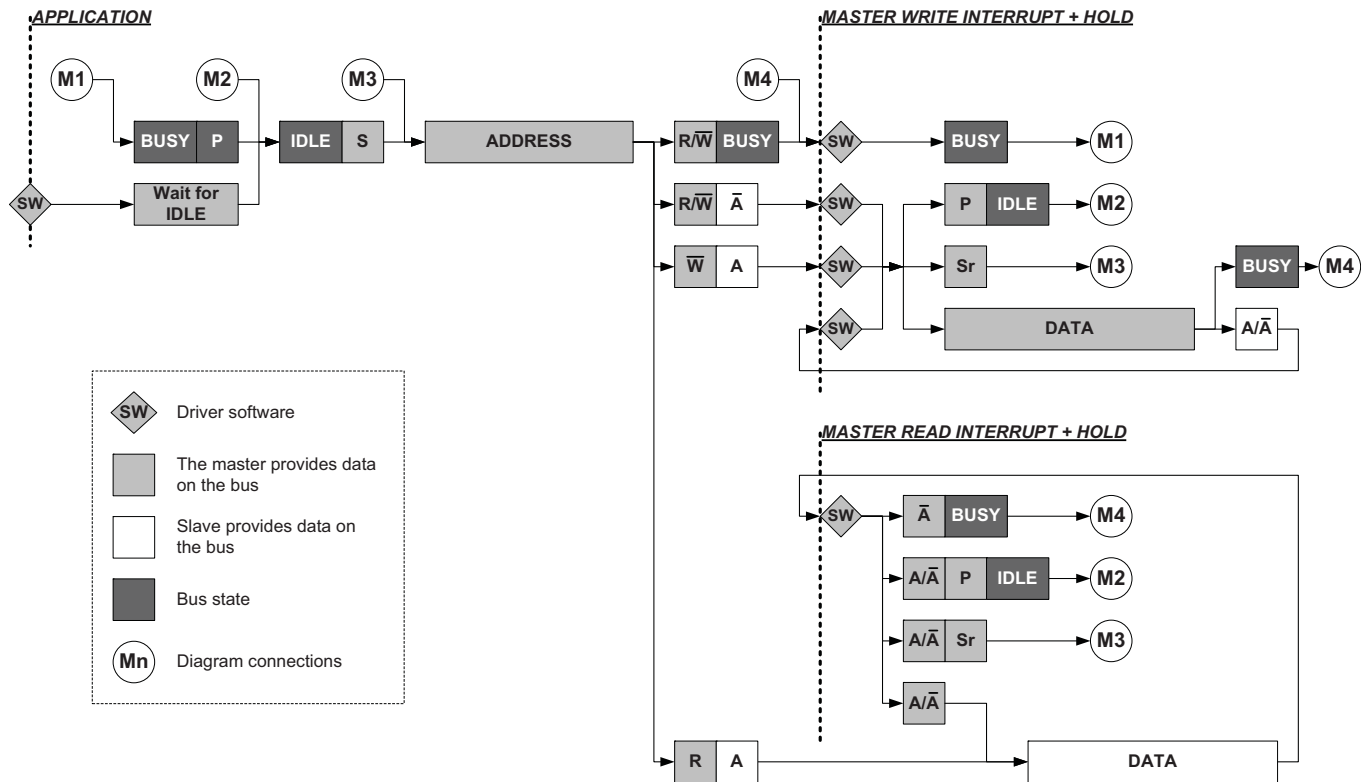 APPLICATION
MASTER WRITE INTERRUPT + HOLD
M1
M2
M3
M4
BUSY P
IDLE S
ADDRESS
R/W̅ BUSY
SW
BUSY
M1
SW
Wait for
IDLE
R/W̅ A̅
SW
P IDLE
M2
W̅ A
SW
Sr
M3
BUSY
M4
SW
DATA
A/A̅
SW
Driver software
The master provides data
on the bus
Slave provides data on
the bus
Bus state
Mn
Diagram connections
MASTER READ INTERRUPT + HOLD
SW
A̅ BUSY
M4
A/A̅ P IDLE
M2
A/A̅ Sr
M3
A/A̅
R A
DATA